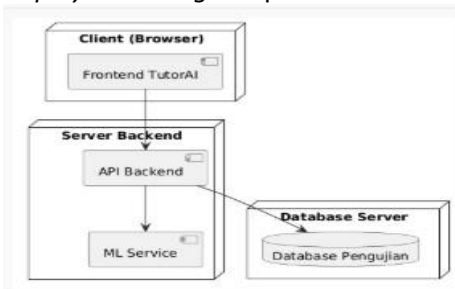 Client (Browser)
Frontend TutorAI
Server Backend
API Backend
ML Service
Database Server
Database Pengujian